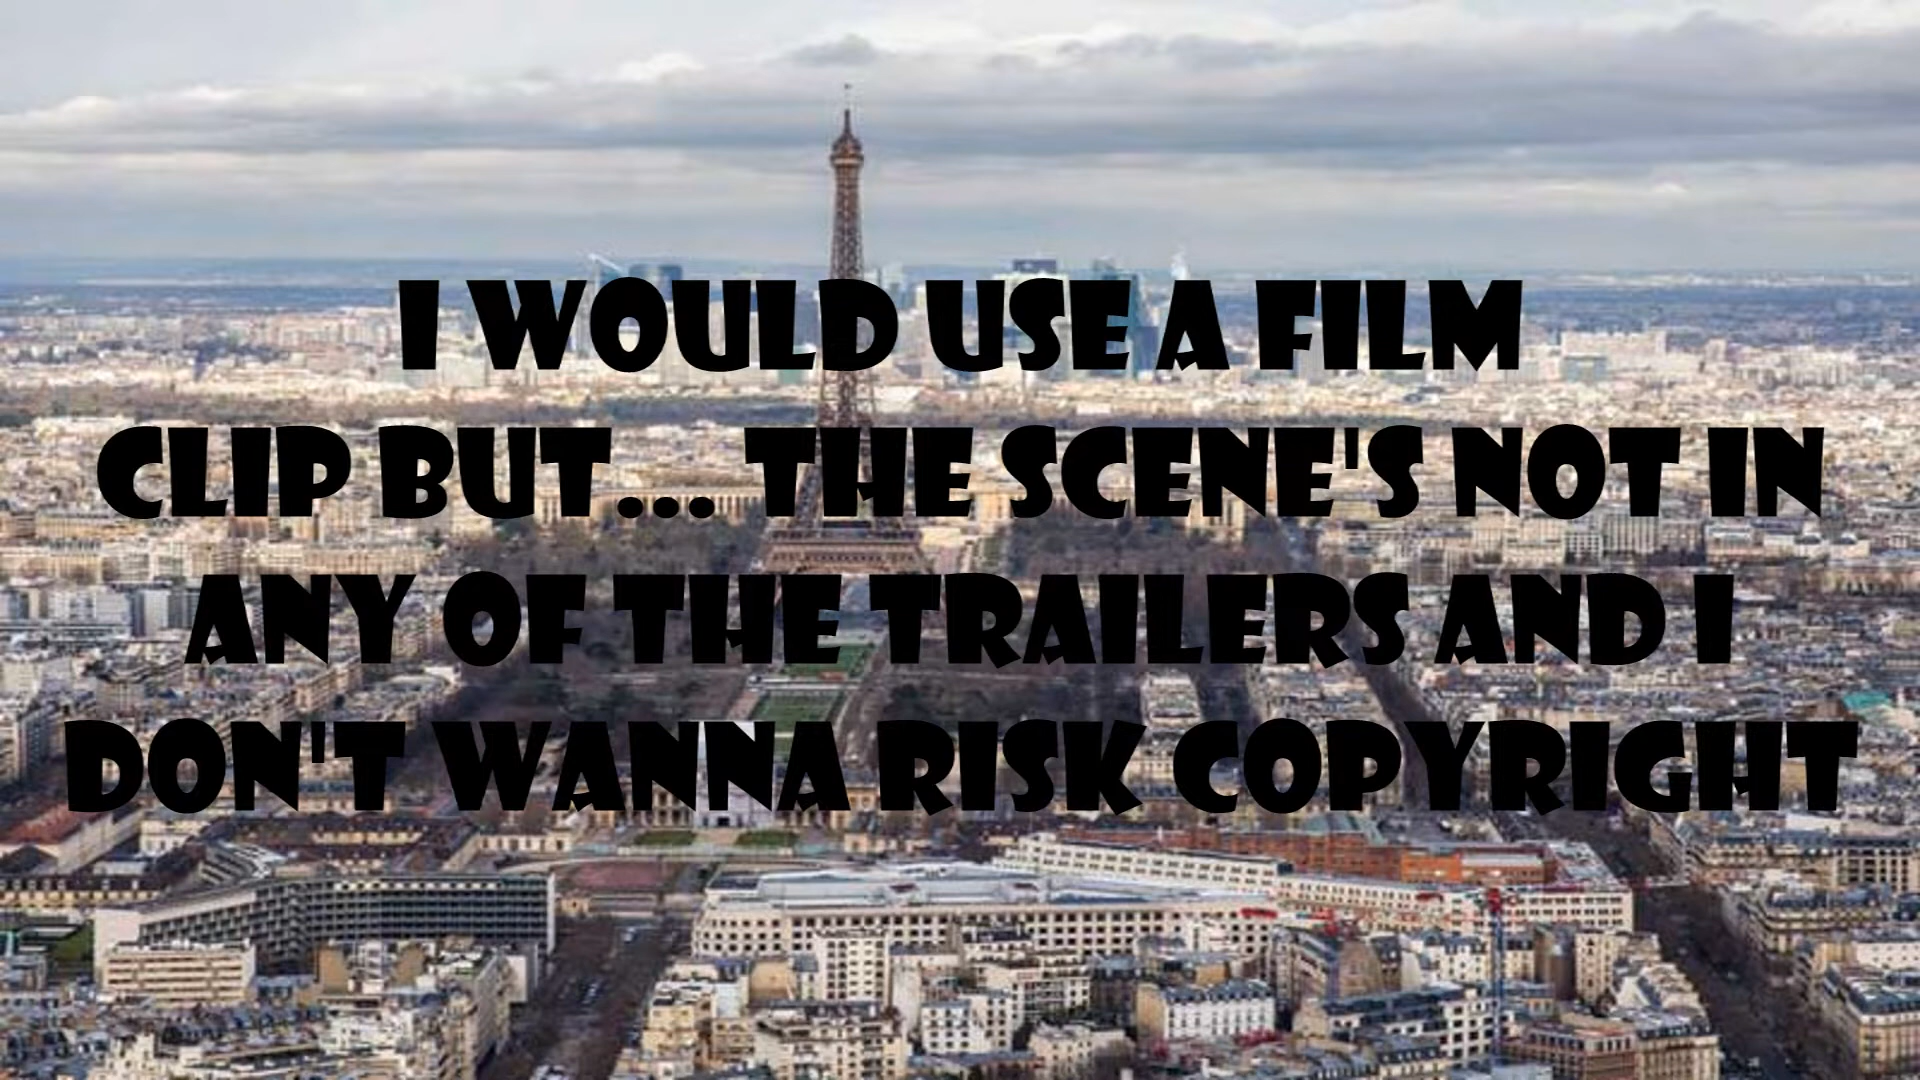 I WOULD USE A FILM
CLIP BUT... THE SCENE'S NOT IN
ANY OF THE TRAILERS AND I
DON'T WANNA RISK COPYRIGHT